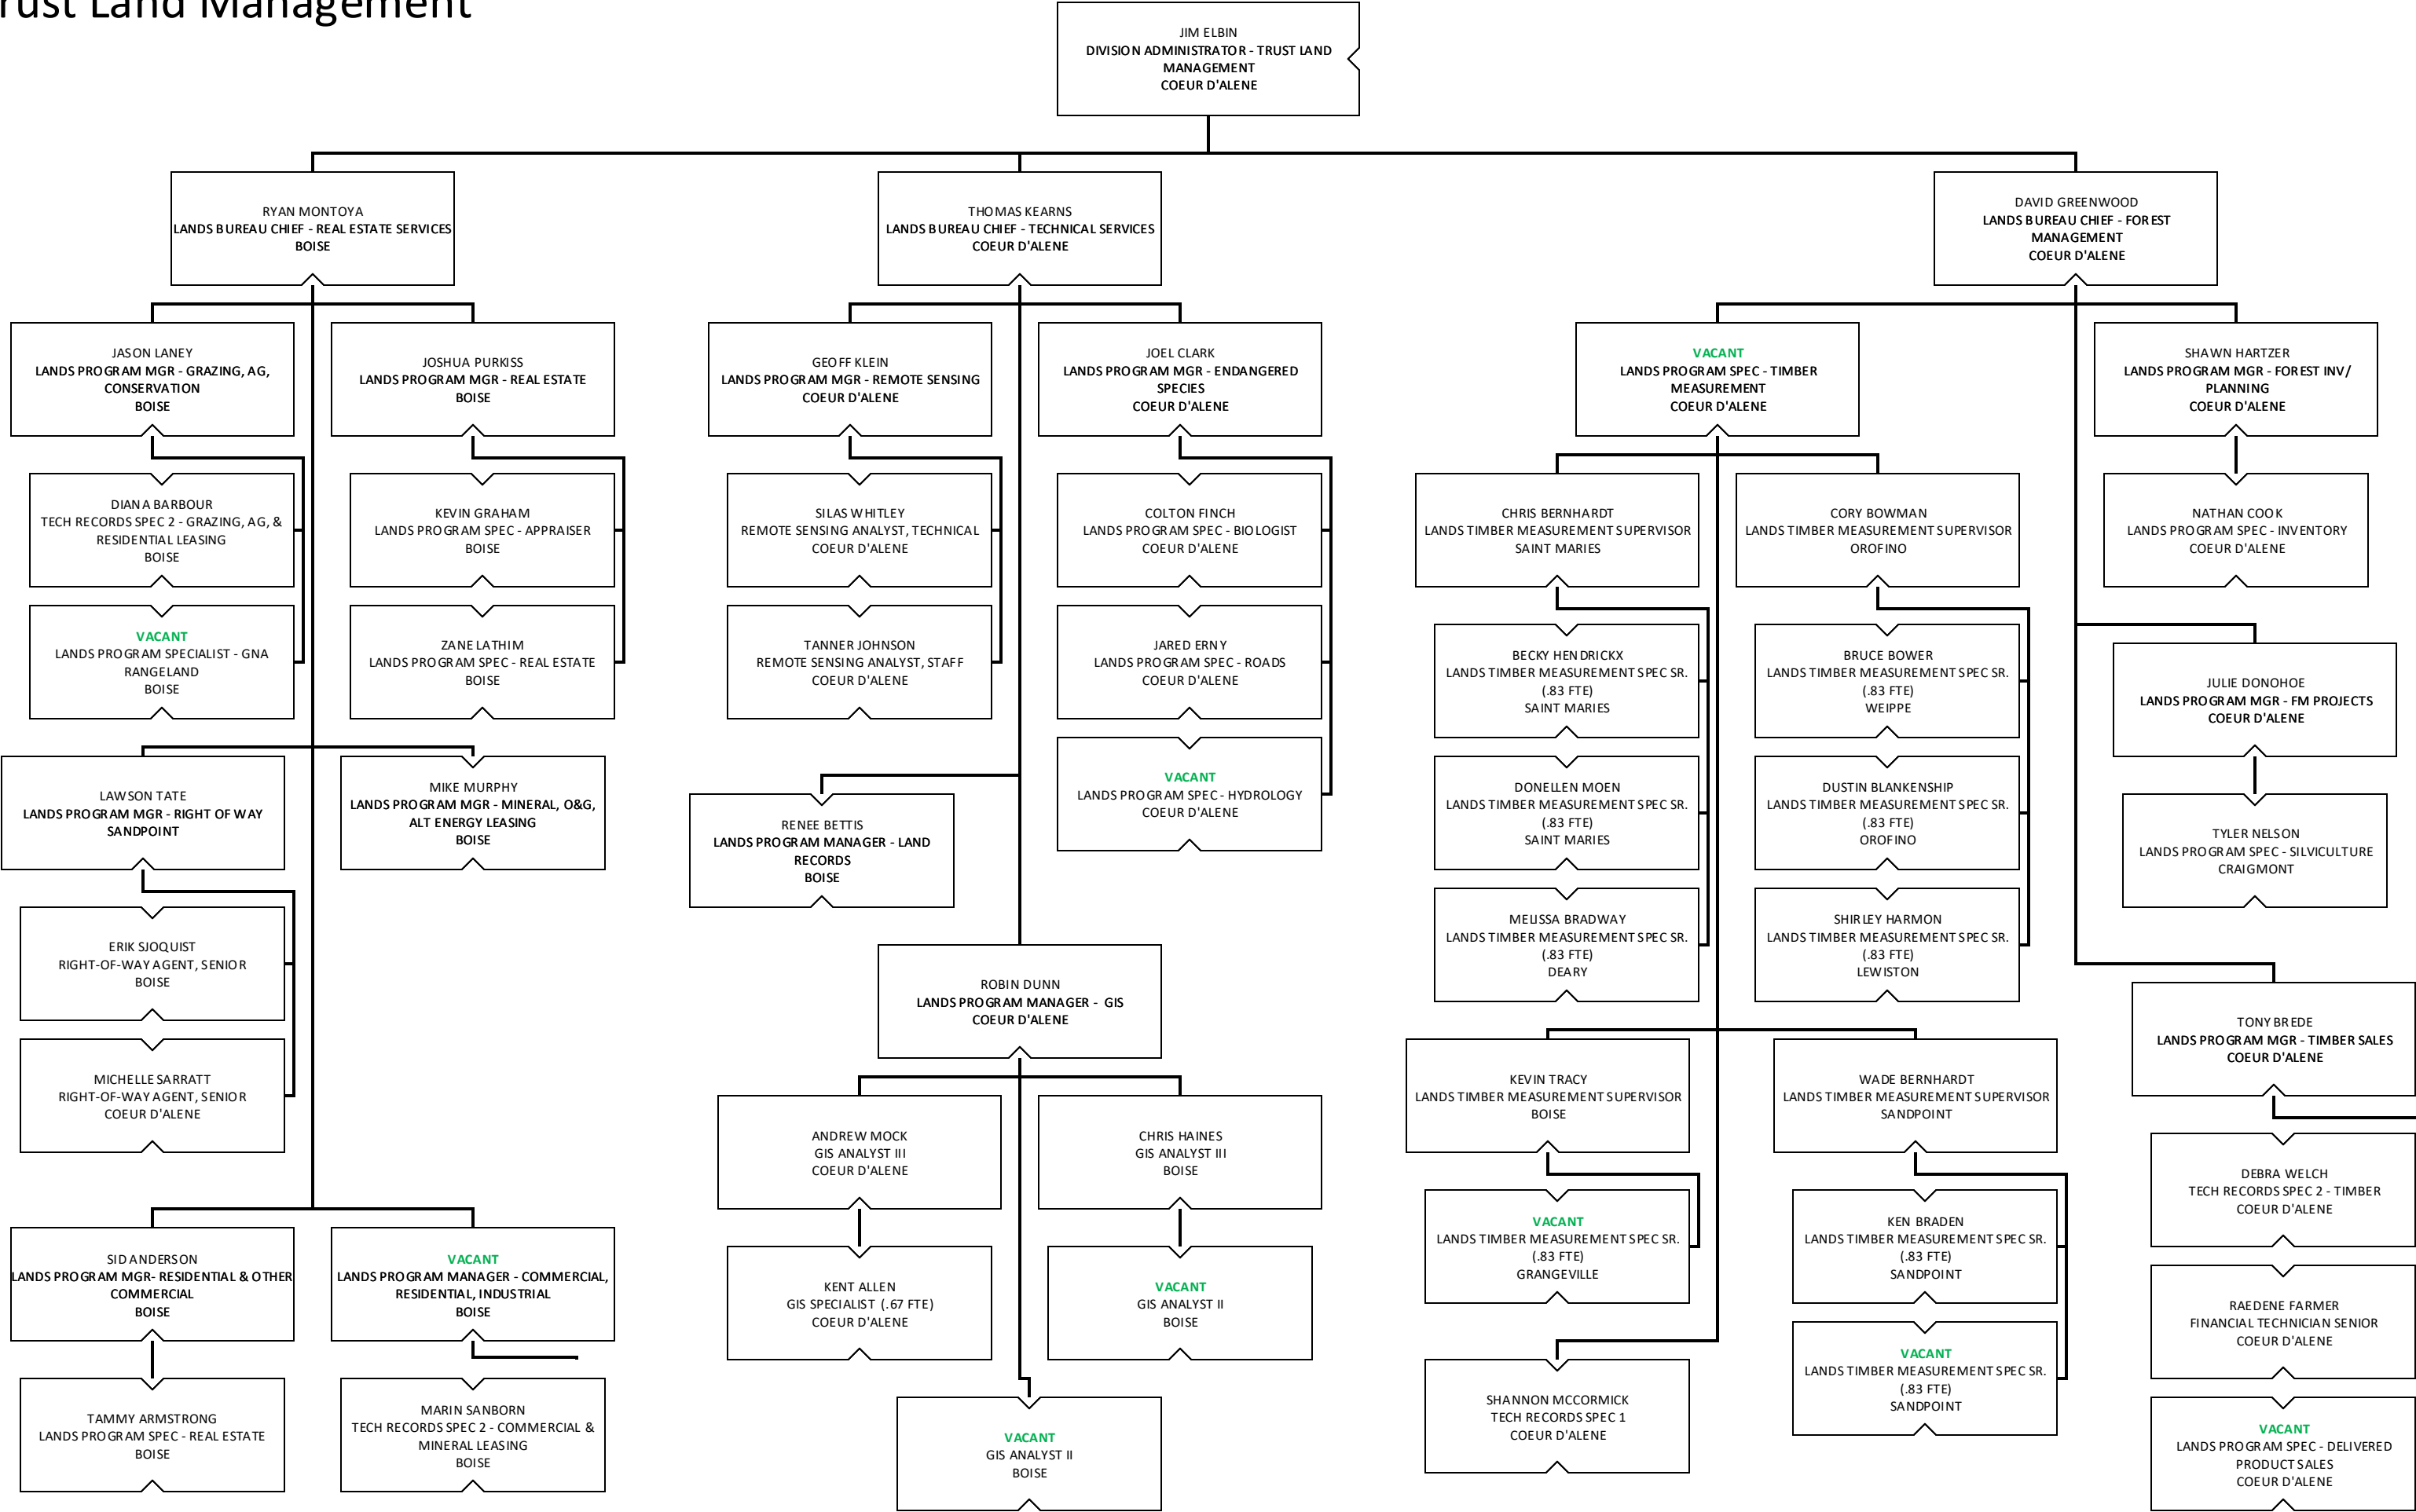 rust Land Management
JIM ELBIN
DIVISION ADMINISTRATOR - TRUST LAND
MANAGEMENT
COEUR D'ALENE
RYAN MONTOYA
LANDS BUREAU CHIEF - REAL ESTATE SERVICES
BOISE
THOMAS KEARNS
LANDS BUREAU CHIEF - TECHNICAL SERVICES
COEUR D'ALENE
DAVID GREENWOOD
LANDS BUREAU CHIEF - FOREST
MANAGEMENT
COEUR D'ALENE
JASON LANEY
LANDS PROGRAM MGR - GRAZING, AG,
CONSERVATION
BOISE
JOSHUA PURKISS
LANDS PROGRAM MGR - REAL ESTATE
BOISE
GEOFF KLEIN
LANDS PROGRAM MGR - REMOTE SENSING
COEUR D'ALENE
JOEL CLARK
LANDS PROGRAM MGR - ENDANGERED
SPECIES
COEUR D'ALENE
VACANT
LANDS PROGRAM SPEC - TIMBER
MEASUREMENT
COEUR D'ALENE
SHAWN HARTZER
LANDS PROGRAM MGR - FOREST INV/
PLANNING
COEUR D'ALENE
DIANA BARBOUR
TECH RECORDS SPEC 2 - GRAZING, AG, &
RESIDENTIAL LEASING
BOISE
KEVIN GRAHAM
LANDS PROGRAM SPEC - APPRAISER
BOISE
SILAS WHITLEY
REMOTE SENSING ANALYST, TECHNICAL
COEUR D'ALENE
COLTON FINCH
LANDS PROGRAM SPEC - BIOLOGIST
COEUR D'ALENE
CHRIS BERNHARDT
LANDS TIMBER MEASUREMENT SUPERVISOR
SAINT MARIES
CORY BOWMAN
LANDS TIMBER MEASUREMENT SUPERVISOR
OROFINO
NATHAN COOK
LANDS PROGRAM SPEC - INVENTORY
COEUR D'ALENE
VACANT
LANDS PROGRAM SPECIALIST - GNA
RANGELAND
BOISE
ZANE LATHIM
LANDS PROGRAM SPEC - REAL ESTATE
BOISE
TANNER JOHNSON
REMOTE SENSING ANALYST, STAFF
COEUR D'ALENE
JARED ERNY
LANDS PROGRAM SPEC - ROADS
COEUR D'ALENE
BECKY HENDRICKX
LANDS TIMBER MEASUREMENT SPEC SR.
(.83 FTE)
SAINT MARIES
BRUCE BOWER
LANDS TIMBER MEASUREMENT SPEC SR.
(.83 FTE)
WEIPPE
JULIE DONOHOE
LANDS PROGRAM MGR - FM PROJECTS
COEUR D'ALENE
LAWSON TATE
LANDS PROGRAM MGR - RIGHT OF WAY
SANDPOINT
MIKE MURPHY
LANDS PROGRAM MGR - MINERAL, O&G,
ALT ENERGY LEASING
BOISE
RENEE BETTIS
LANDS PROGRAM MANAGER - LAND
RECORDS
BOISE
VACANT
LANDS PROGRAM SPEC - HYDROLOGY
COEUR D'ALENE
DONELLEN MOEN
LANDS TIMBER MEASUREMENT SPEC SR.
(.83 FTE)
SAINT MARIES
DUSTIN BLANKENSHIP
LANDS TIMBER MEASUREMENT SPEC SR.
(.83 FTE)
OROFINO
TYLER NELSON
LANDS PROGRAM SPEC - SILVICULTURE
CRAIGMONT
ERIK SJOQUIST
RIGHT-OF-WAY AGENT, SENIOR
BOISE
MELISSA BRADWAY
LANDS TIMBER MEASUREMENT SPEC SR.
(.83 FTE)
DEARY
SHIRLEY HARMON
LANDS TIMBER MEASUREMENT SPEC SR.
(.83 FTE)
LEWISTON
ROBIN DUNN
LANDS PROGRAM MANAGER - GIS
COEUR D'ALENE
TONY BREDE
LANDS PROGRAM MGR - TIMBER SALES
COEUR D'ALENE
MICHELLE SARRATT
RIGHT-OF-WAY AGENT, SENIOR
COEUR D'ALENE
KEVIN TRACY
LANDS TIMBER MEASUREMENT SUPERVISOR
BOISE
WADE BERNHARDT
LANDS TIMBER MEASUREMENT SUPERVISOR
SANDPOINT
ANDREW MOCK
GIS ANALYST III
COEUR D'ALENE
CHRIS HAINES
GIS ANALYST III
BOISE
DEBRA WELCH
TECH RECORDS SPEC 2 - TIMBER
COEUR D'ALENE
VACANT
LANDS TIMBER MEASUREMENT SPEC SR.
(.83 FTE)
GRANGEVILLE
KEN BRADEN
LANDS TIMBER MEASUREMENT SPEC SR.
(.83 FTE)
SANDPOINT
SID ANDERSON
LANDS PROGRAM MGR- RESIDENTIAL & OTHER
COMMERCIAL
BOISE
VACANT
LANDS PROGRAM MANAGER - COMMERCIAL,
RESIDENTIAL, INDUSTRIAL
BOISE
KENT ALLEN
GIS SPECIALIST (.67 FTE)
COEUR D'ALENE
VACANT
GIS ANALYST II
BOISE
RAEDENE FARMER
FINANCIAL TECHNICIAN SENIOR
COEUR D'ALENE
VACANT
LANDS TIMBER MEASUREMENT SPEC SR.
(.83 FTE)
SANDPOINT
TAMMY ARMSTRONG
LANDS PROGRAM SPEC - REAL ESTATE
BOISE
MARIN SANBORN
TECH RECORDS SPEC 2 - COMMERCIAL &
MINERAL LEASING
BOISE
SHANNON MCCORMICK
TECH RECORDS SPEC 1
COEUR D'ALENE
VACANT
GIS ANALYST II
BOISE
VACANT
LANDS PROGRAM SPEC - DELIVERED
PRODUCT SALES
COEUR D'ALENE